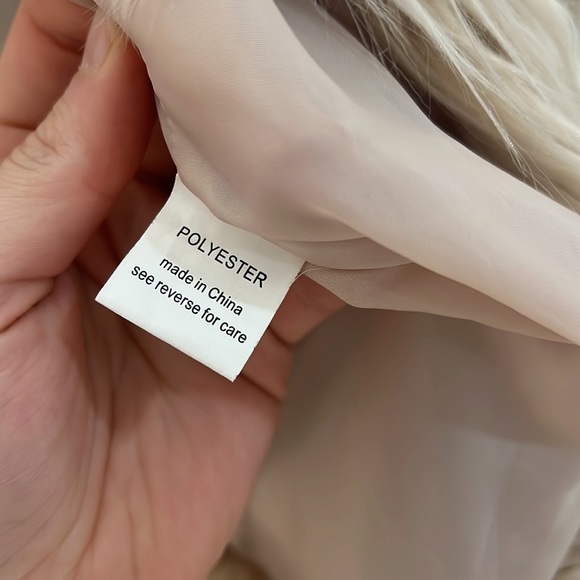 POLYESTER
made in China
see reverse for care